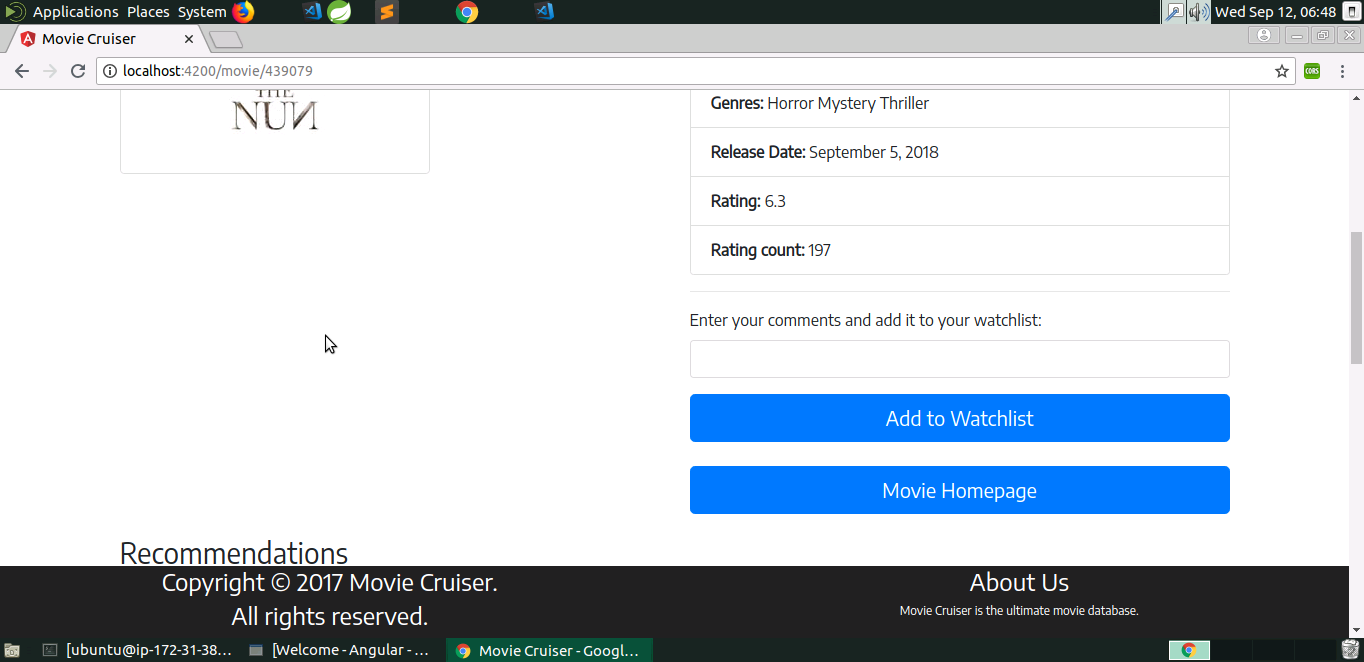 Applications Places System
Wed Sep 12, 06:48
Movie Cruiser
localhost:4200/movie/439079
CORS
THE
NUN
Genres: Horror Mystery Thriller
Release Date: September 5, 2018
Rating: 6.3
Rating count: 197
Enter your comments and add it to your watchlist:
Add to Watchlist
Movie Homepage
Recommendations
Copyright © 2017 Movie Cruiser.
All rights reserved.
About Us
Movie Cruiser is the ultimate movie database.
[ubuntu@ip-172-31-38...
[Welcome - Angular - ...
Movie Cruiser - Googl...